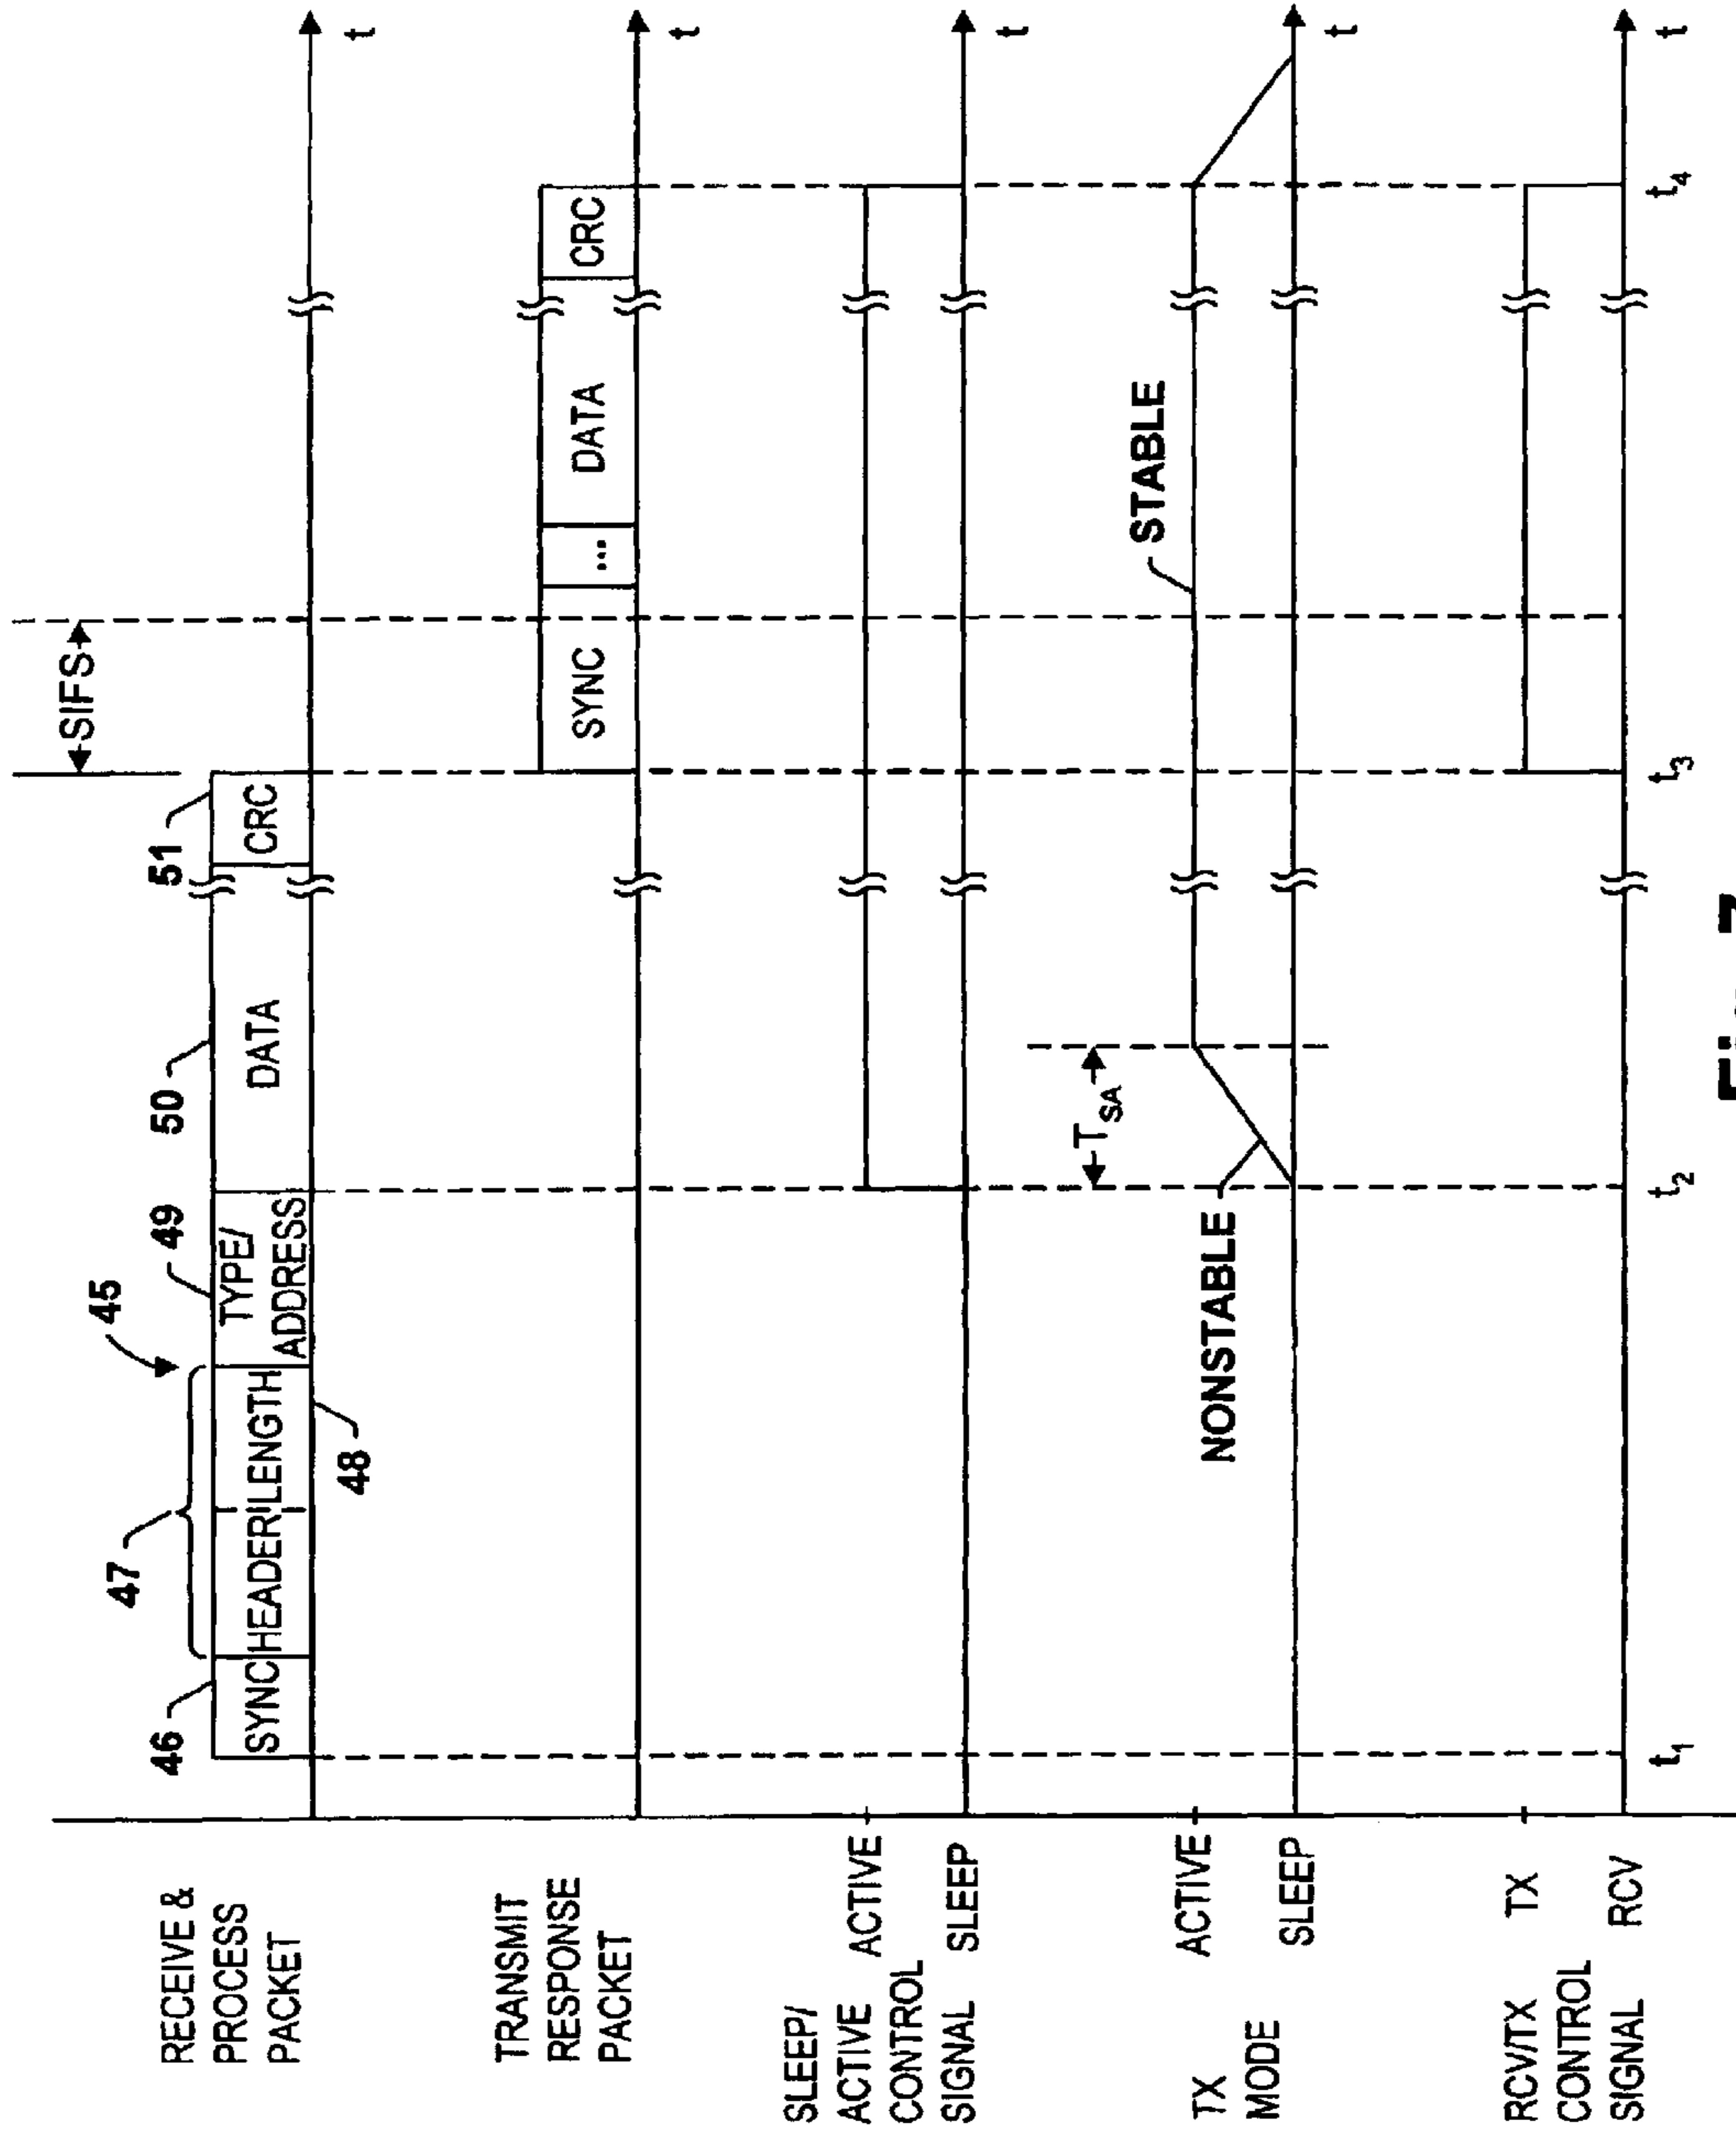 SIFS
45
46
47
48
49
50
51
RECEIVE &
PROCESS
PACKET
SYNC
HEADER
LENGTH
TYPE/
ADDRESS
DATA
CRC
t
TRANSMIT
RESPONSE
PACKET
SYNC
...
DATA
CRC
t
SLEEP/
ACTIVE
CONTROL
SIGNAL
ACTIVE
SLEEP
t
TX
MODE
ACTIVE
SLEEP
NONSTABLE
TSA
STABLE
t
RCV/TX
CONTROL
SIGNAL
TX
RCV
t
t1
t2
t3
t4